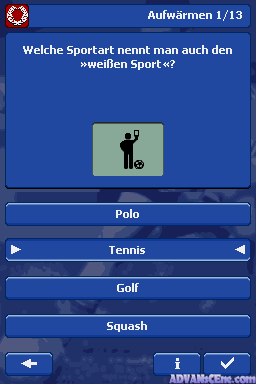 Aufwärmen 1/13
Welche Sportart nennt man auch den
»weißen Sport«?
Polo
Tennis
Golf
Squash
i
ADVANsCEne.com